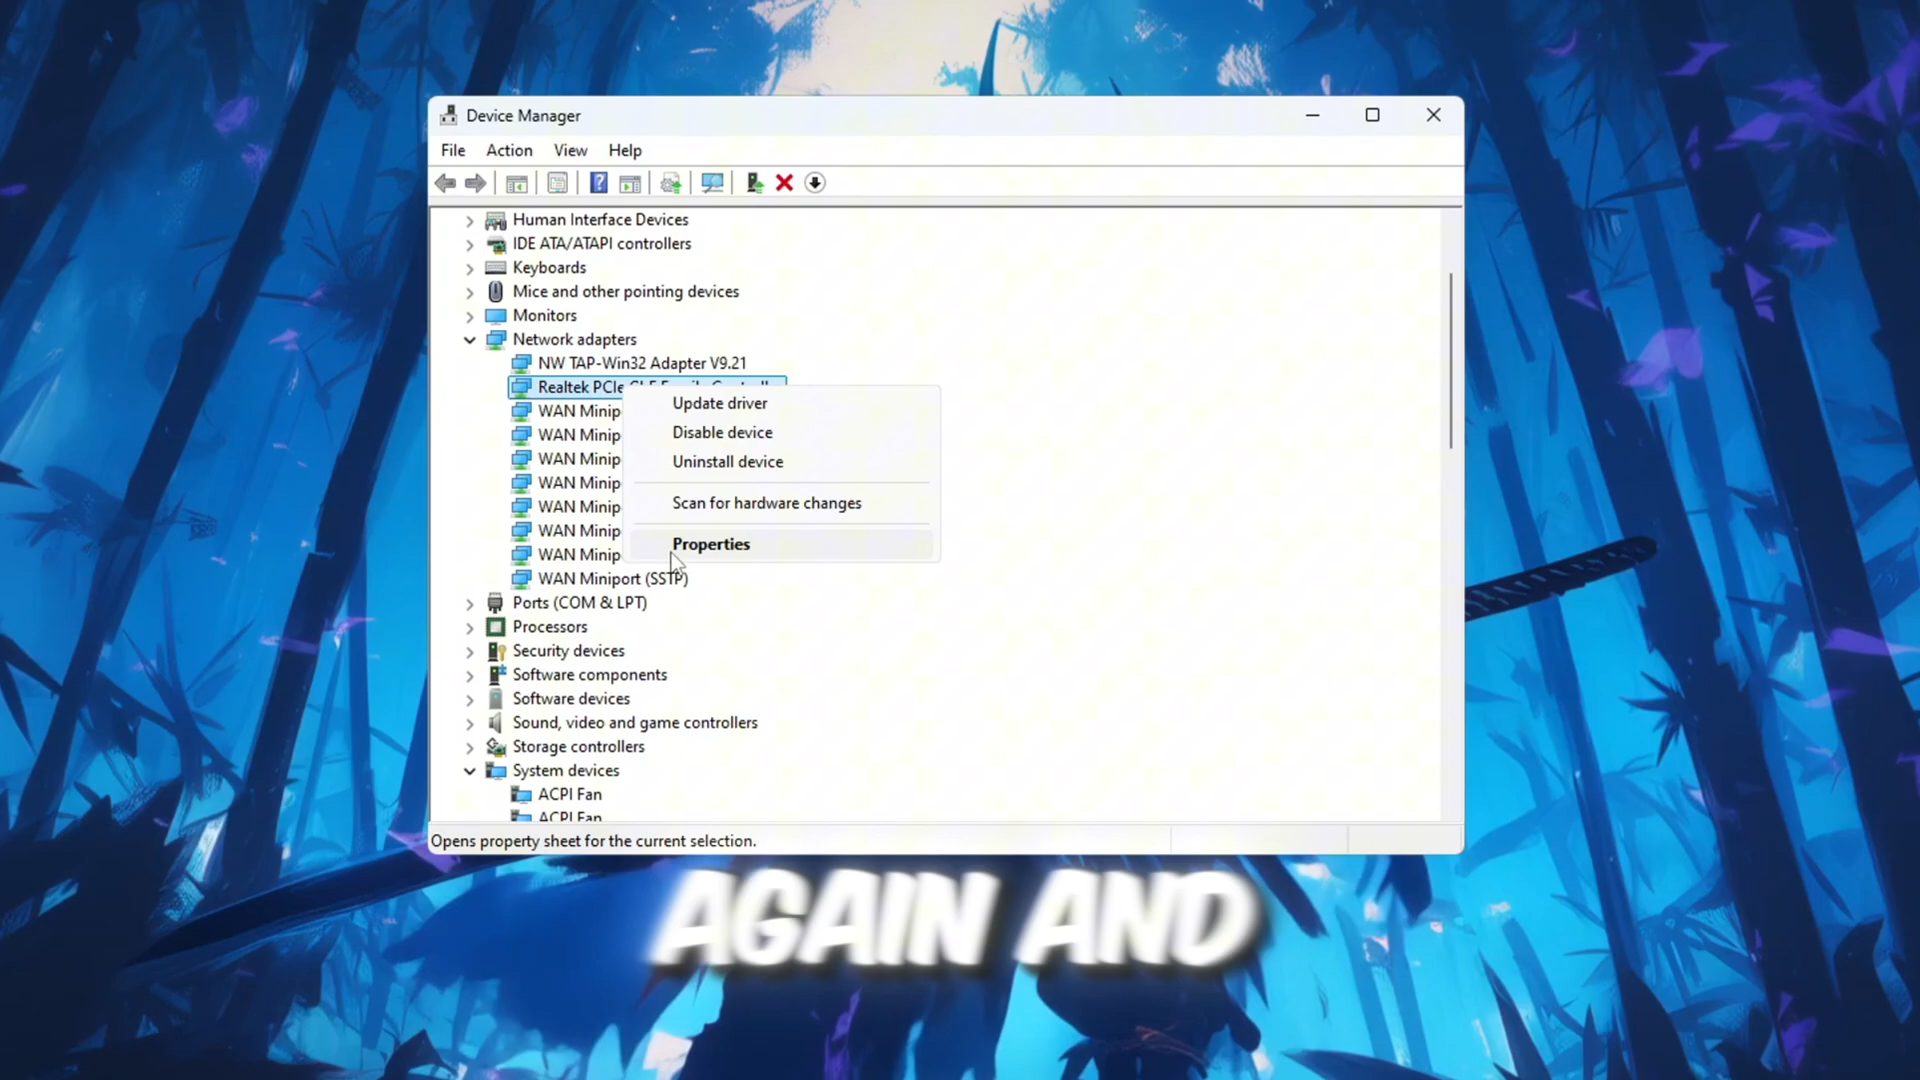 Device Manager
File Action View Help
Human Interface Devices
IDE ATA/ATAPI controllers
Keyboards
Mice and other pointing devices
Monitors
Network adapters
NW TAP-Win32 Adapter V9.21
Realtek PCIe
Update driver
WAN Minip
Disable device
WAN Minip
Uninstall device
WAN Minip
WAN Minip
Scan for hardware changes
WAN Minip
WAN Minip
Properties
WAN Minip
WAN Miniport (SSTP)
Ports (COM & LPT)
Processors
Security devices
Software components
Software devices
Sound, video and game controllers
Storage controllers
System devices
ACPI Fan
ACPI Fan
Opens property sheet for the current selection.
AGAIN AND